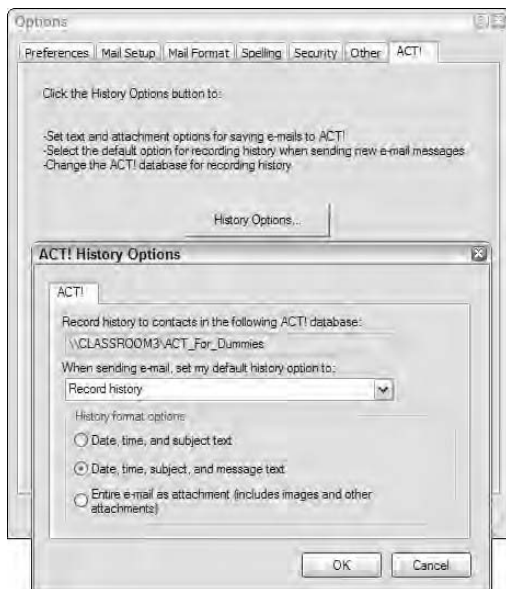 Options
Preferences Mail Setup Mail Format Spelling Security Other ACT!
Click the History Options button to:
-Set text and attachment options for saving e-mails to ACT!
-Select the default option for recording history when sending new e-mail messages
-Change the ACT! database for recording history
History Options...
ACT! History Options
ACT!
Record history to contacts in the following ACT! database:
\\CLASSROOM3\ACT_For_Dummies
When sending e-mail, set my default history option to:
Record history
History format options
Date, time, and subject text
Date, time, subject, and message text
Entire e-mail as attachment (includes images and other
attachments)
OK Cancel